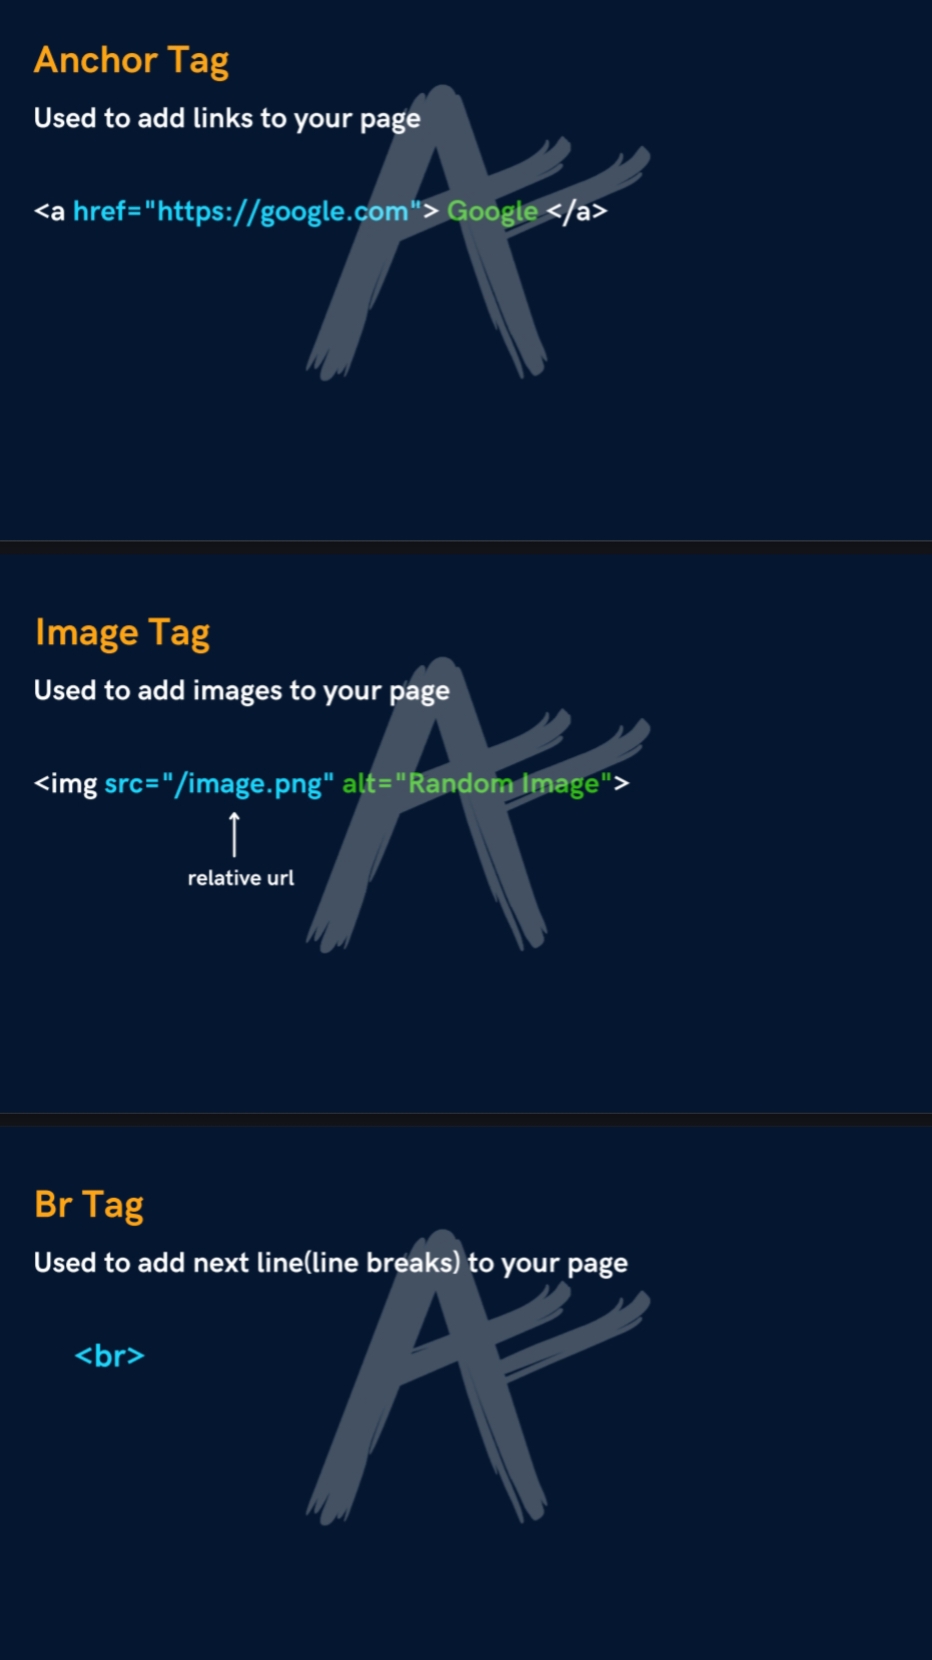 Anchor Tag
Used to add links to your page
<a href="https://google.com"> Google </a>
Image Tag
Used to add images to your page
<img src="/image.png" alt="Random Image">
relative url
Br Tag
Used to add next line(line breaks) to your page
<br>